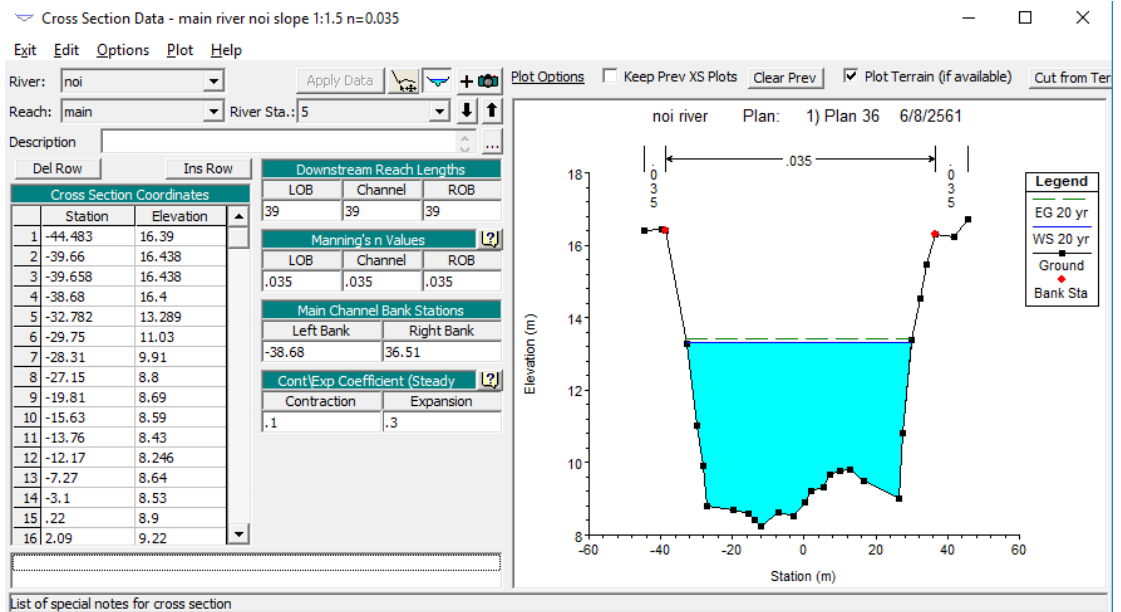 Cross Section Data - main river noi slope 1:1.5 n=0.035
Exit Edit Options Plot Help
River: noi Apply Data
Reach: main River Sta.: 5
Description ...
Del Row Ins Row
Cross Section Coordinates
Station Elevation
1 -44.483 16.39
2 -39.66 16.438
3 -39.658 16.438
4 -38.68 16.4
5 -32.782 13.289
6 -29.75 11.03
7 -28.31 9.91
8 -27.15 8.8
9 -19.81 8.69
10 -15.63 8.59
11 -13.76 8.43
12 -12.17 8.246
13 -7.27 8.64
14 -3.1 8.53
15 .22 8.9
16 2.09 9.22
Downstream Reach Lengths
LOB Channel ROB
39 39 39
Manning's n Values
LOB Channel ROB
.035 .035 .035
Main Channel Bank Stations
Left Bank Right Bank
-38.68 36.51
Cont\Exp Coefficient (Steady
Contraction Expansion
.1 .3
Plot Options Keep Prev XS Plots Clear Prev Plot Terrain (if available) Cut from Ter
noi river Plan: 1) Plan 36 6/8/2561
.035 .035 .035
18
16
14
12
10
8
Elevation (m)
-60 -40 -20 0 20 40 60
Station (m)
Legend
EG 20 yr
WS 20 yr
Ground
Bank Sta
List of special notes for cross section